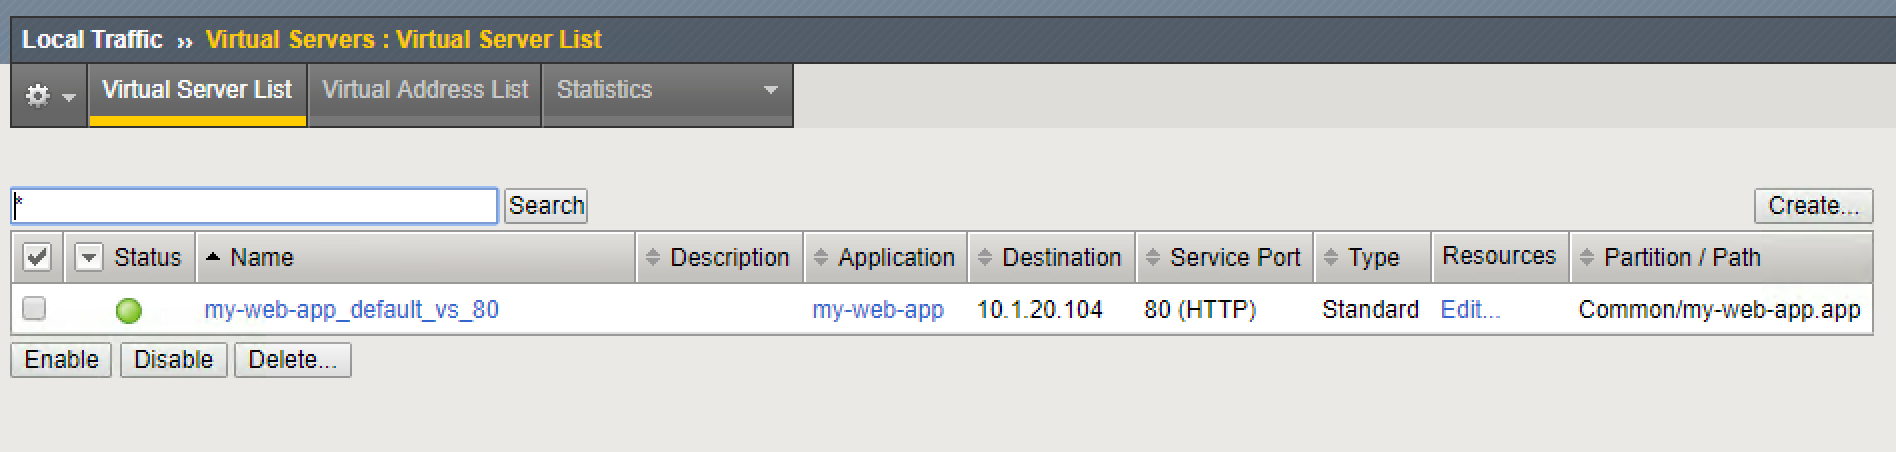 Local Traffic ›› Virtual Servers : Virtual Server List
Virtual Server List Virtual Address List Statistics
* Search Create...
Status Name Description Application Destination Service Port Type Resources Partition / Path
my-web-app_default_vs_80 my-web-app 10.1.20.104 80 (HTTP) Standard Edit... Common/my-web-app.app
Enable Disable Delete...